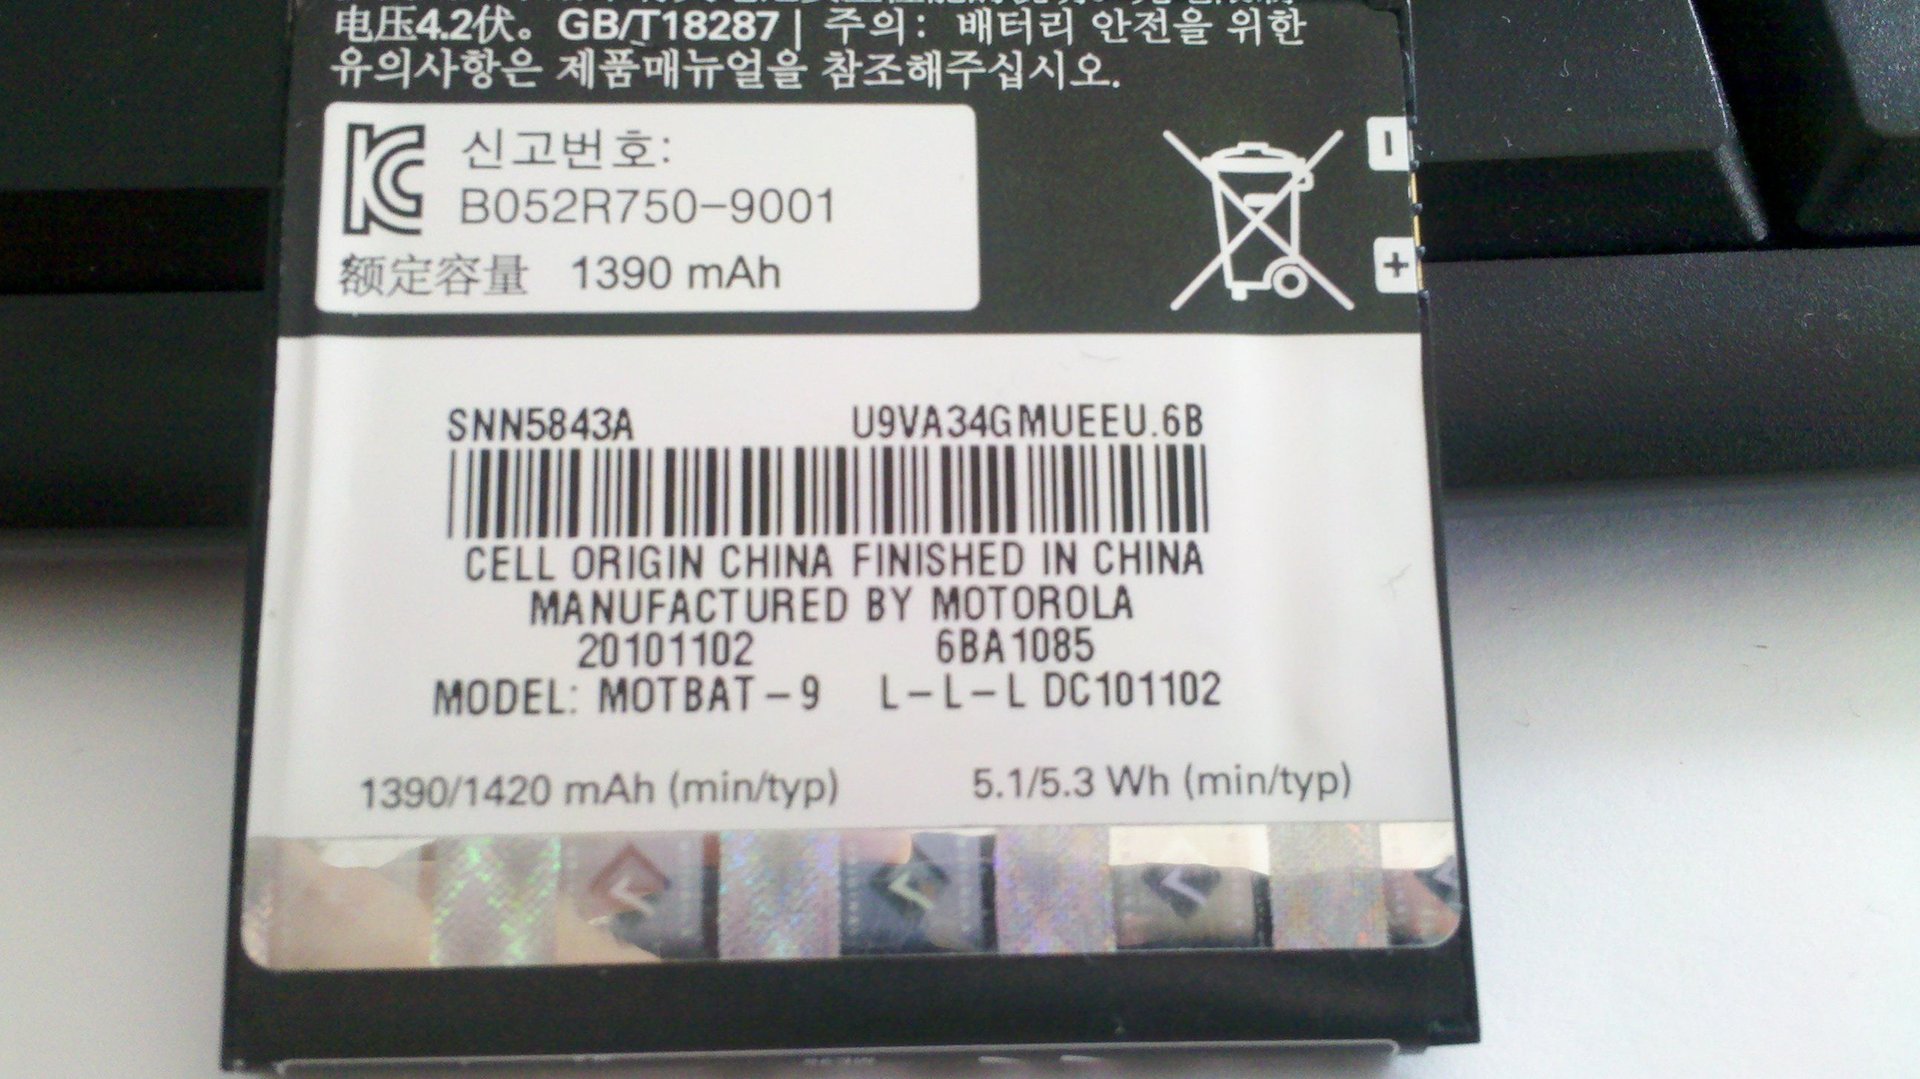 电压4.2伏。 GB/T18287 | 주의: 배터리 안전을 위한
유의사항은 제품매뉴얼을 참조해주십시오.
신고번호:
B052R750-9001
额定容量 1390 mAh
-
+
SNN5843A U9VA34GMUEEU.6B
CELL ORIGIN CHINA FINISHED IN CHINA
MANUFACTURED BY MOTOROLA
20101102 6BA1085
MODEL: MOTBAT-9 L-L-L DC101102
1390/1420 mAh (min/typ) 5.1/5.3 Wh (min/typ)